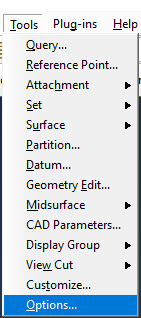 Tools Plug-ins Help
Query...
Reference Point...
Attachment
Set
Surface
Partition...
Datum...
Geometry Edit...
Midsurface
CAD Parameters...
Display Group
View Cut
Customize...
Options...